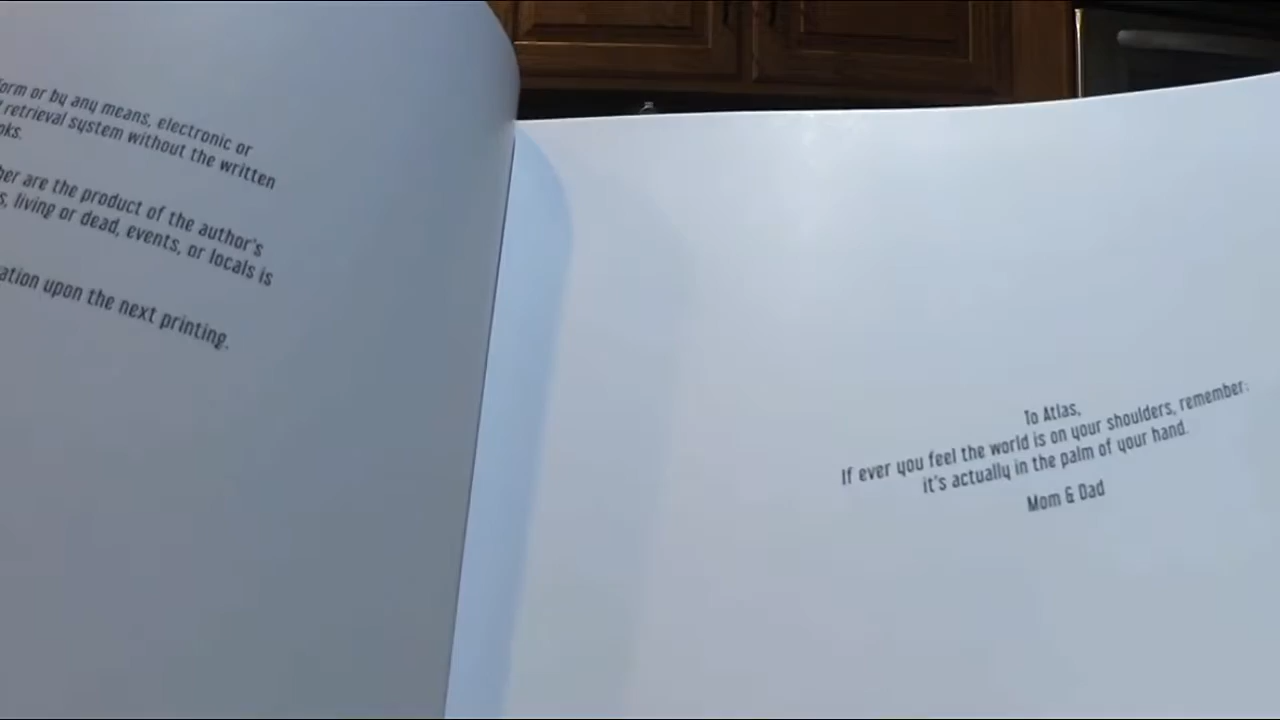 orm or by any means, electronic or
retrieval system without the written
oks.
her are the product of the author's
s, living or dead, events, or locals is
ation upon the next printing.
To Atlas,
If ever you feel the world is on your shoulders, remember:
it's actually in the palm of your hand.
Mom & Dad